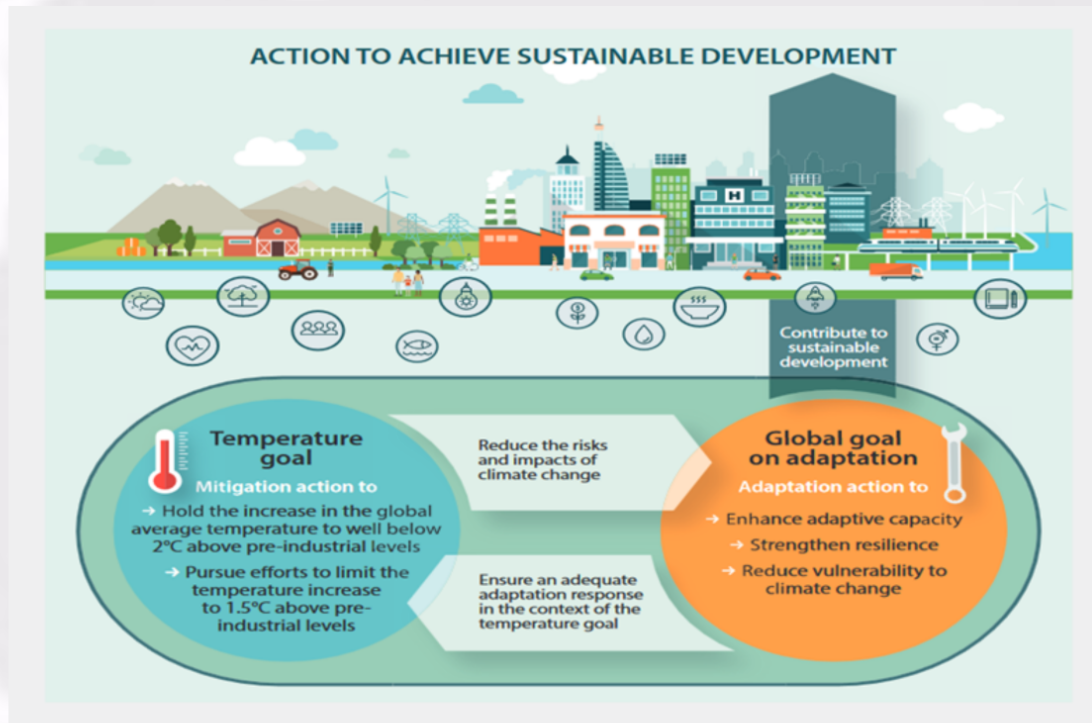 ACTION TO ACHIEVE SUSTAINABLE DEVELOPMENT
H
Contribute to
sustainable
development
Temperature
goal
Mitigation action to
→ Hold the increase in the global
average temperature to well below
2°C above pre-industrial levels
→ Pursue efforts to limit the
temperature increase
to 1.5°C above pre-
industrial levels
Reduce the risks
and impacts of
climate change
Ensure an adequate
adaptation response
in the context of the
temperature goal
Global goal
on adaptation
Adaptation action to
→ Enhance adaptive capacity
→ Strengthen resilience
→ Reduce vulnerability to
climate change